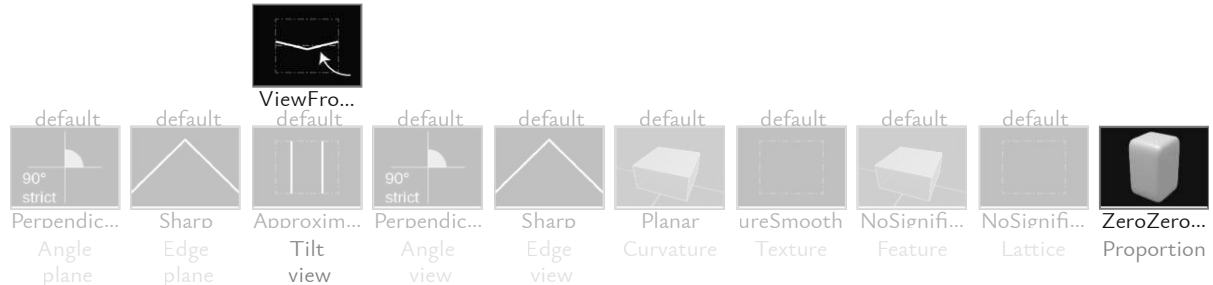 ViewFro...
default default default default default default default default default
90° strict 90° strict
Perpendic... Sharp Approxim... Perpendic... Sharp Planar ureSmooth NoSignifi... NoSignifi... ZeroZero...
Angle plane Edge plane Tilt view Angle view Edge view Curvature Texture Feature Lattice Proportion